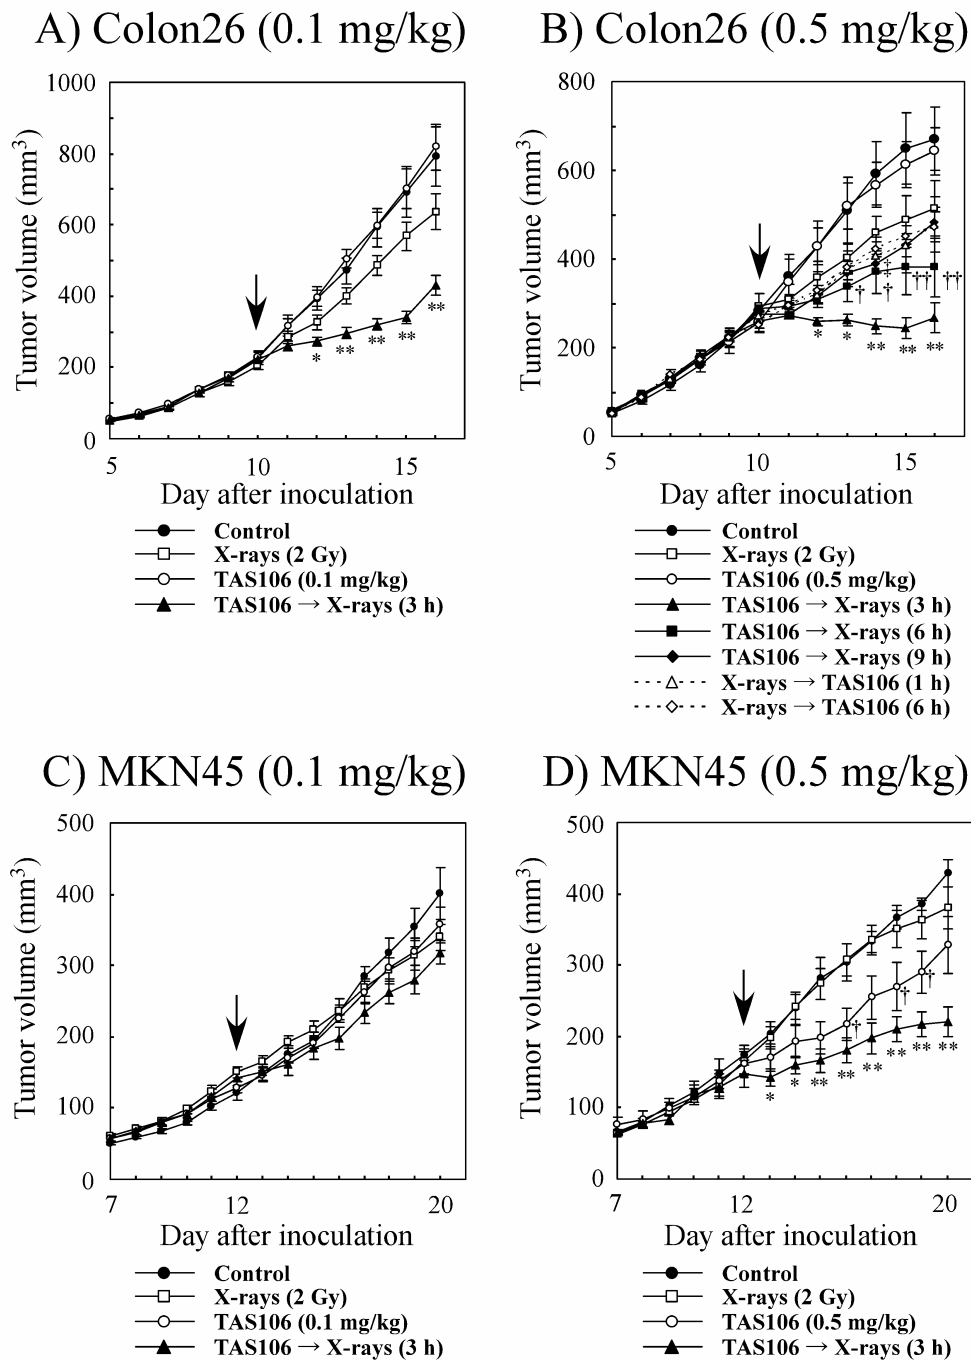 A) Colon26 (0.1 mg/kg)
B) Colon26 (0.5 mg/kg)
Tumor volume (mm³)
1000
800
600
400
200
0
5
10
15
Day after inoculation
Control
X-rays (2 Gy)
TAS106 (0.1 mg/kg)
TAS106 → X-rays (3 h)
*
**
**
**
**
Tumor volume (mm³)
800
600
400
200
0
5
10
15
Day after inoculation
†
‡
‡
††
††
*
*
**
**
**
Control
X-rays (2 Gy)
TAS106 (0.5 mg/kg)
TAS106 → X-rays (3 h)
TAS106 → X-rays (6 h)
TAS106 → X-rays (9 h)
X-rays → TAS106 (1 h)
X-rays → TAS106 (6 h)
C) MKN45 (0.1 mg/kg)
D) MKN45 (0.5 mg/kg)
Tumor volume (mm³)
500
400
300
200
100
0
7
12
20
Day after inoculation
Control
X-rays (2 Gy)
TAS106 (0.1 mg/kg)
TAS106 → X-rays (3 h)
Tumor volume (mm³)
500
400
300
200
100
0
7
12
20
Day after inoculation
†
†
†
*
*
**
**
**
**
**
**
Control
X-rays (2 Gy)
TAS106 (0.5 mg/kg)
TAS106 → X-rays (3 h)